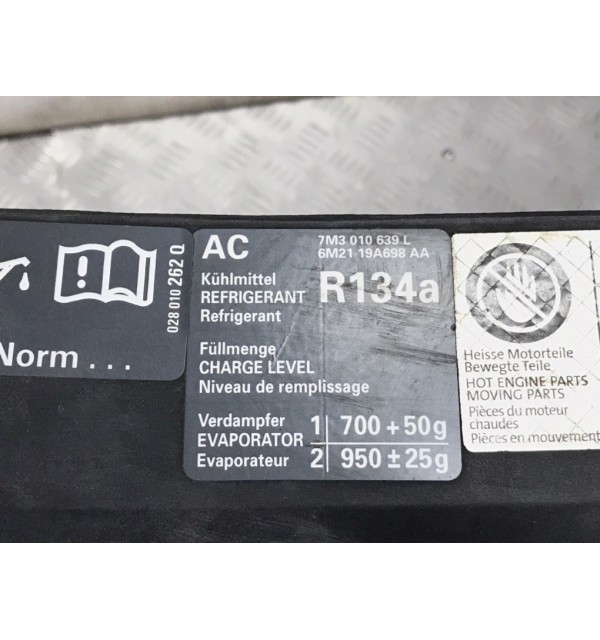 028 010 262 Q
Norm . . .
AC
7M3 010 639 L
6M21 19A698 AA
Kühlmittel
REFRIGERANT
Refrigerant
R134a
Füllmenge
CHARGE LEVEL
Niveau de remplissage
Verdampfer
EVAPORATOR
Evaporateur
1 700 + 50g
2 950 ± 25g
Heisse Motorteile
Bewegte Teile
HOT ENGINE PARTS
MOVING PARTS
Pièces du moteur
chaudes
Pièces en mouvement